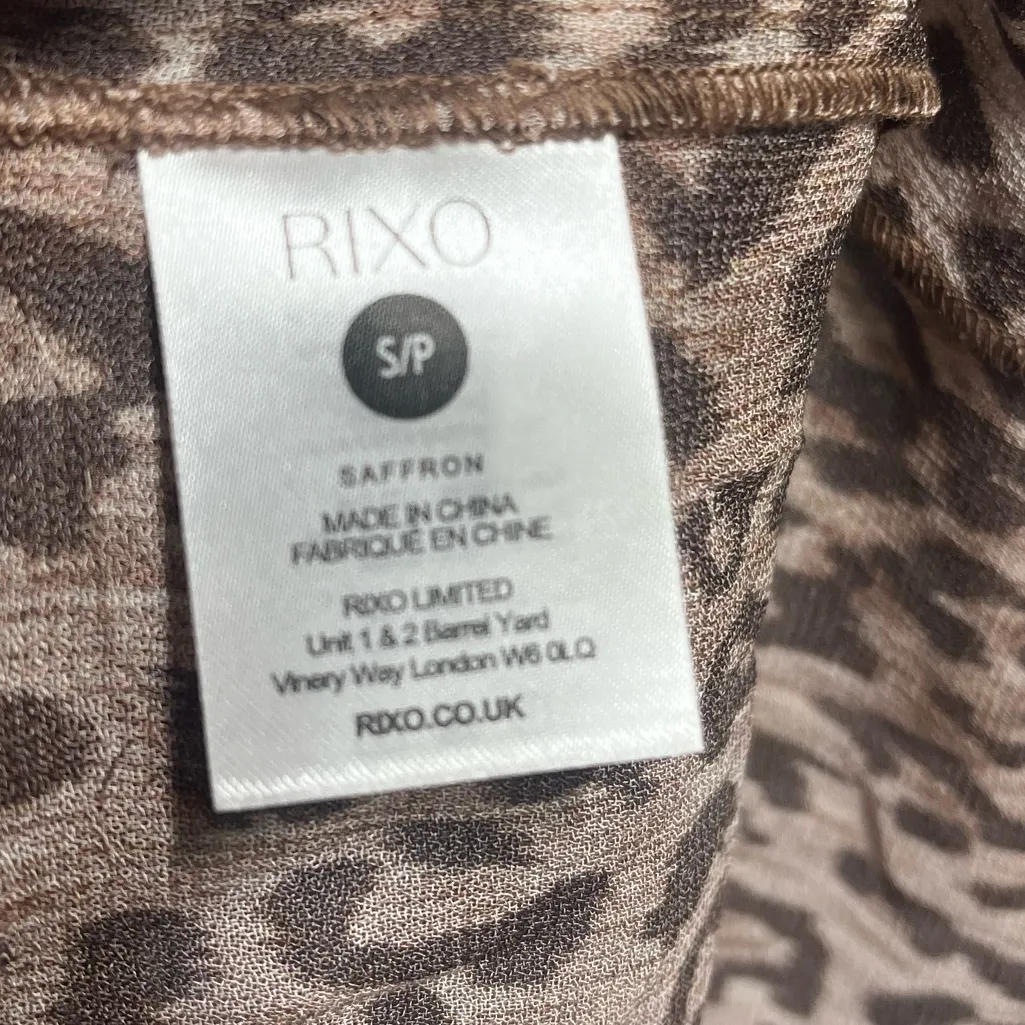 RIXO
S/P
SAFFRON
MADE IN CHINA
FABRIQUÉ EN CHINE
RIXO LIMITED
Unit 1 & 2 Barrel Yard
Vinery Way London W6 0LQ
RIXO.CO.UK